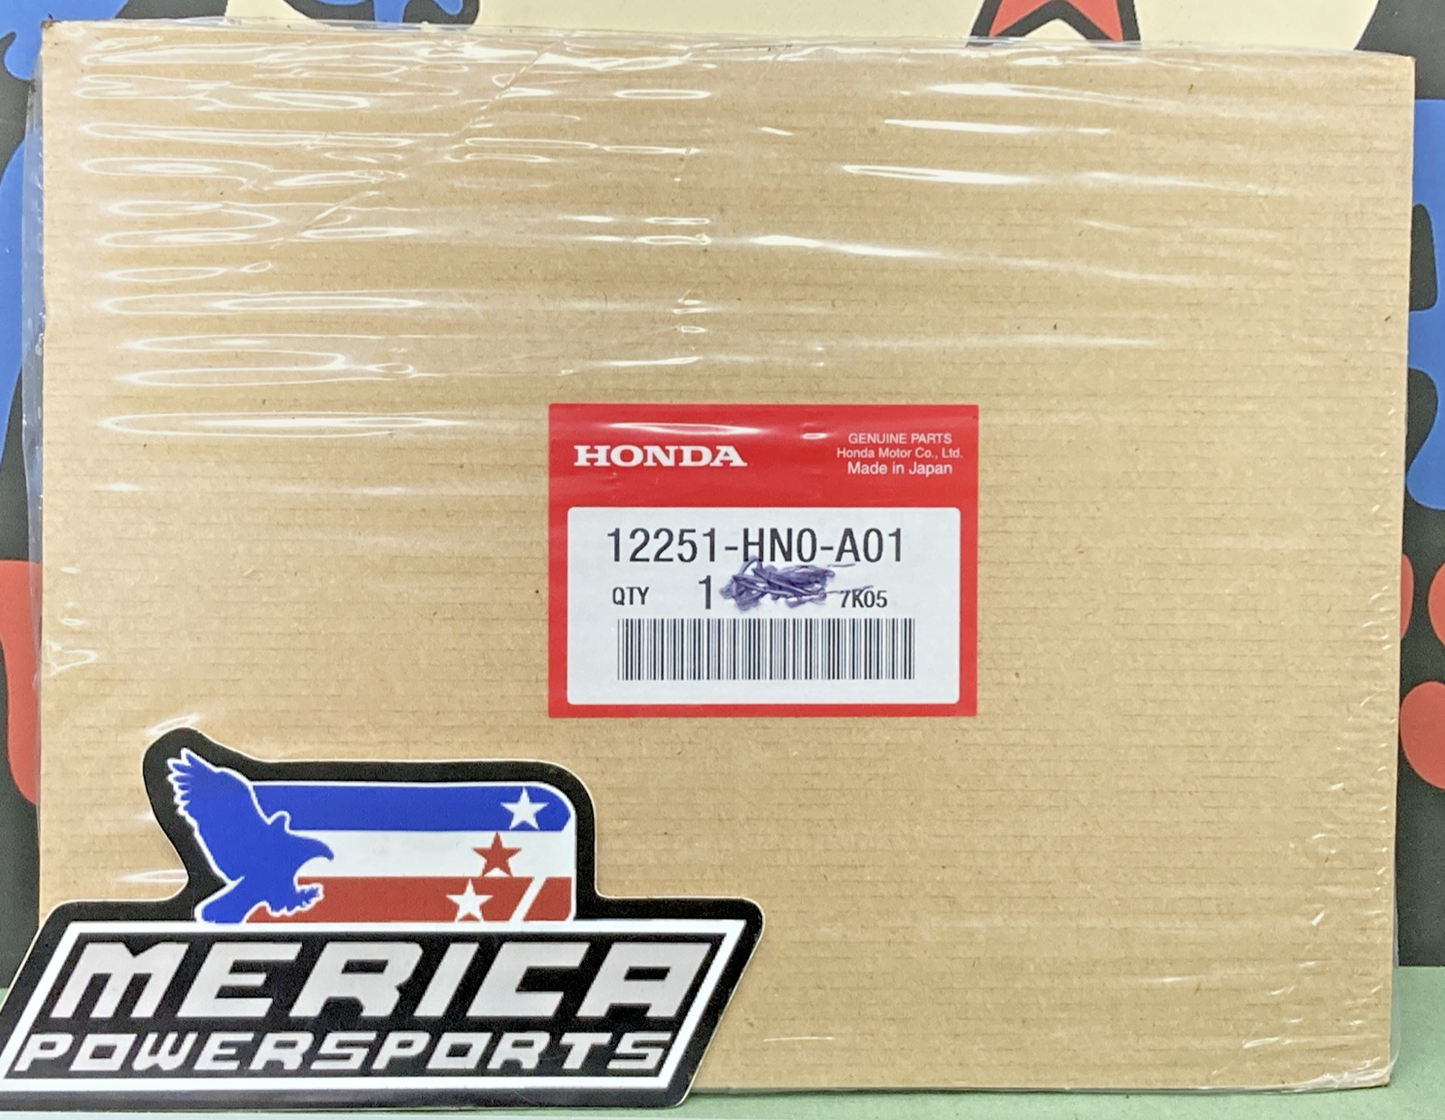 HONDA
GENUINE PARTS
Honda Motor Co., Ltd.
Made in Japan
12251-HN0-A01
QTY 1 7K05
MERICA
POWERSPORTS